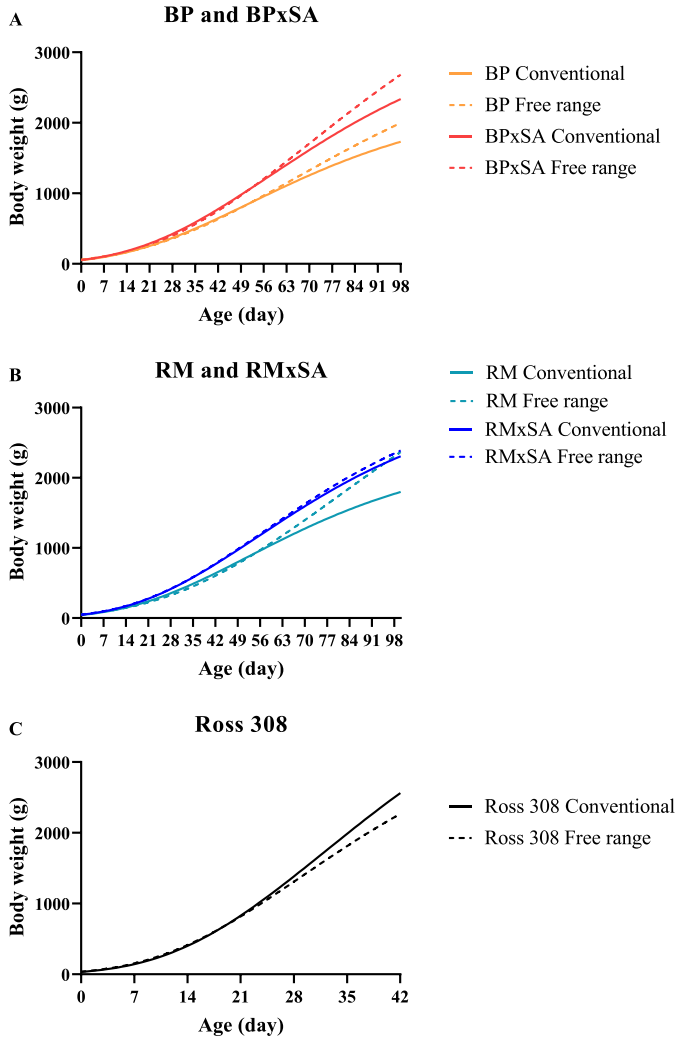 A
BP and BPxSA
3000
2000
1000
0
Body weight (g)
0 7 14 21 28 35 42 49 56 63 70 77 84 91 98
Age (day)
BP Conventional
BP Free range
BPxSA Conventional
BPxSA Free range
B
RM and RMxSA
3000
2000
1000
0
Body weight (g)
0 7 14 21 28 35 42 49 56 63 70 77 84 91 98
Age (day)
RM Conventional
RM Free range
RMxSA Conventional
RMxSA Free range
C
Ross 308
3000
2000
1000
0
Body weight (g)
0 7 14 21 28 35 42
Age (day)
Ross 308 Conventional
Ross 308 Free range